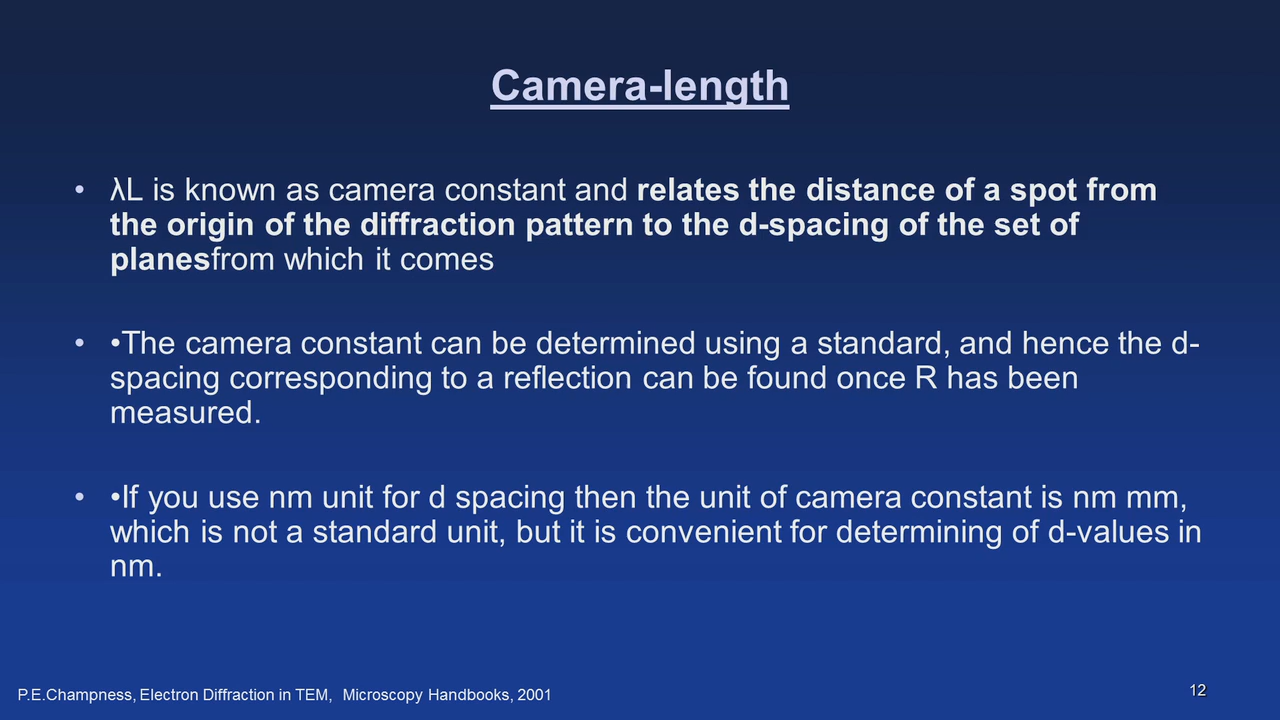 Camera-length
• λL is known as camera constant and relates the distance of a spot from
the origin of the diffraction pattern to the d-spacing of the set of
planesfrom which it comes
• •The camera constant can be determined using a standard, and hence the d-
spacing corresponding to a reflection can be found once R has been
measured.
• •If you use nm unit for d spacing then the unit of camera constant is nm mm,
which is not a standard unit, but it is convenient for determining of d-values in
nm.
P.E.Champness, Electron Diffraction in TEM, Microscopy Handbooks, 2001
12